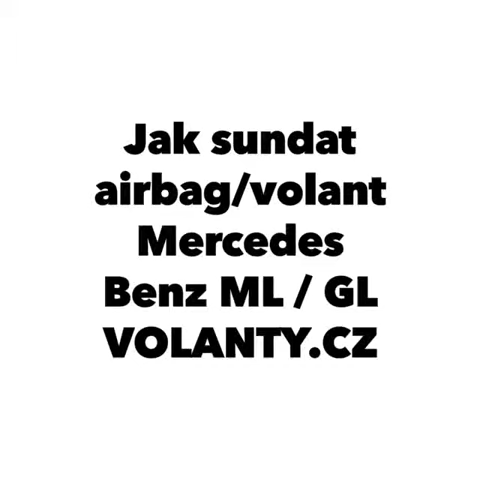 Jak sundat
airbag/volant
Mercedes
Benz ML / GL
VOLANTY.CZ